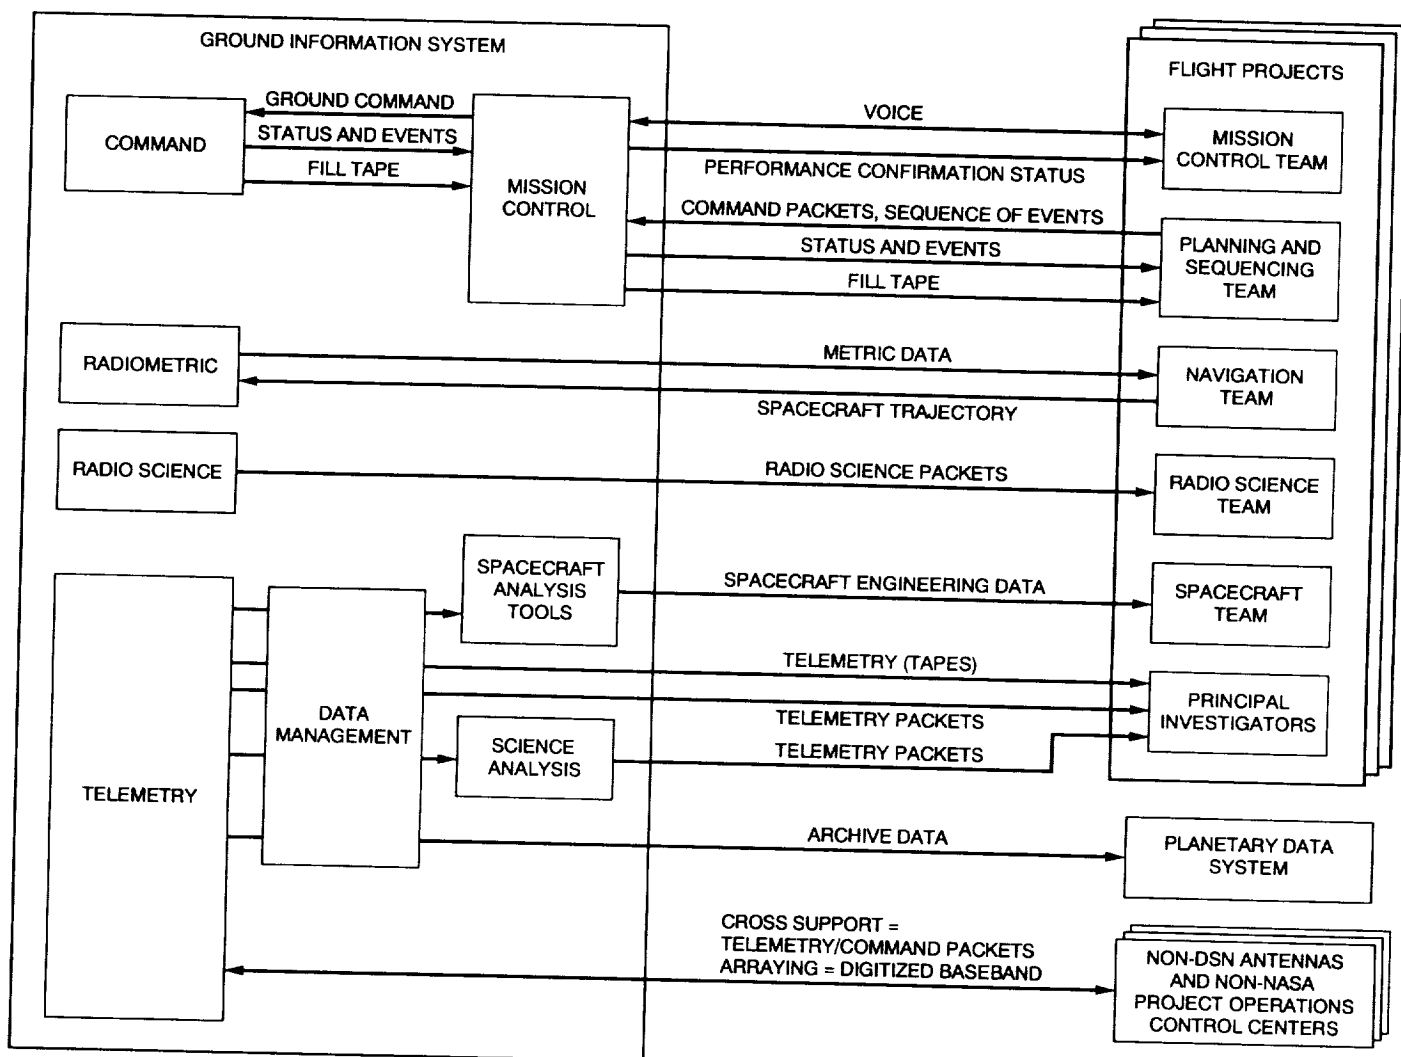 GROUND INFORMATION SYSTEM
FLIGHT PROJECTS
COMMAND
GROUND COMMAND
STATUS AND EVENTS
FILL TAPE
MISSION
CONTROL
VOICE
PERFORMANCE CONFIRMATION STATUS
MISSION
CONTROL TEAM
COMMAND PACKETS, SEQUENCE OF EVENTS
STATUS AND EVENTS
FILL TAPE
PLANNING AND
SEQUENCING
TEAM
RADIOMETRIC
METRIC DATA
SPACECRAFT TRAJECTORY
NAVIGATION
TEAM
RADIO SCIENCE
RADIO SCIENCE PACKETS
RADIO SCIENCE
TEAM
SPACECRAFT
ANALYSIS
TOOLS
SPACECRAFT ENGINEERING DATA
SPACECRAFT
TEAM
TELEMETRY
DATA
MANAGEMENT
TELEMETRY (TAPES)
TELEMETRY PACKETS
PRINCIPAL
INVESTIGATORS
SCIENCE
ANALYSIS
TELEMETRY PACKETS
ARCHIVE DATA
PLANETARY DATA
SYSTEM
CROSS SUPPORT =
TELEMETRY/COMMAND PACKETS
ARRAYING = DIGITIZED BASEBAND
NON-DSN ANTENNAS
AND NON-NASA
PROJECT OPERATIONS
CONTROL CENTERS